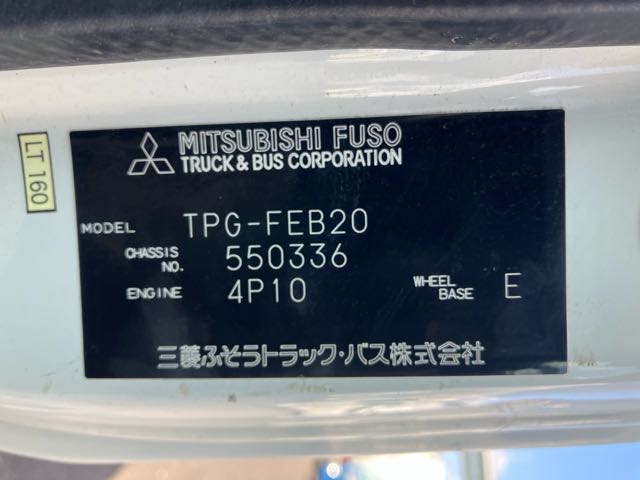 LT 160
MITSUBISHI FUSO
TRUCK & BUS CORPORATION
MODEL TPG-FEB20
CHASSIS NO. 550336
ENGINE 4P10 WHEEL BASE E
三菱ふそうトラック・バス株式会社